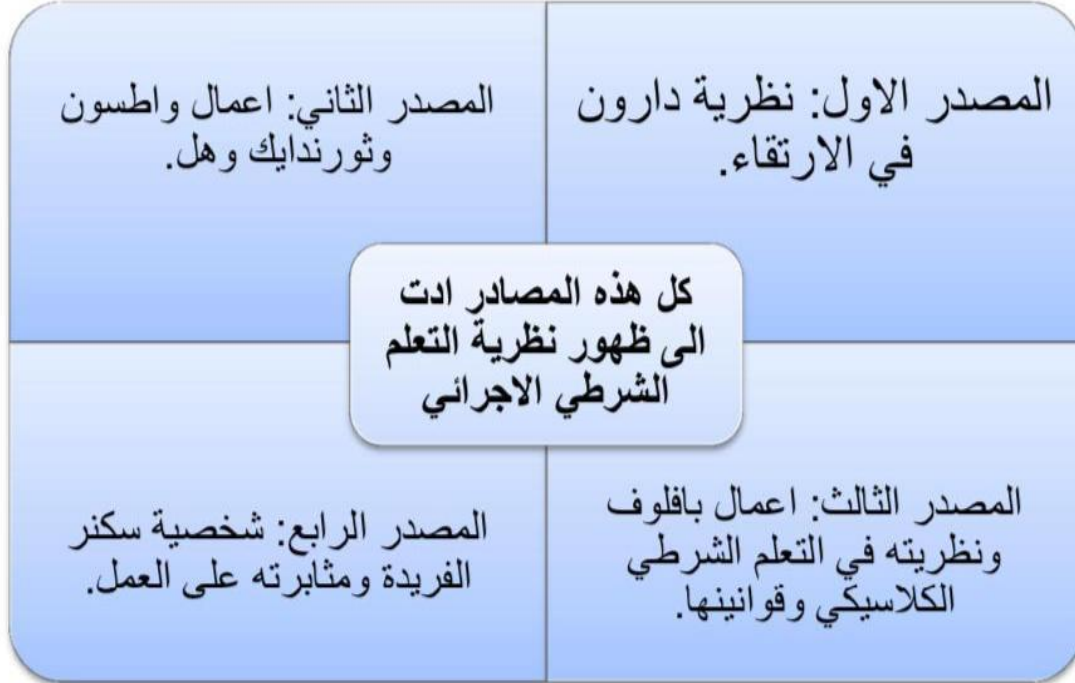 المصدر الاول: نظرية دارون
في الارتقاء.
المصدر الثاني: اعمال واطسون
وثورندايك وهل.
كل هذه المصادر ادت
الى ظهور نظرية التعلم
الشرطي الاجرائي
المصدر الثالث: اعمال بافلوف
ونظريته في التعلم الشرطي
الكلاسيكي وقوانينها.
المصدر الرابع: شخصية سكنر
الفريدة ومثابرته على العمل.